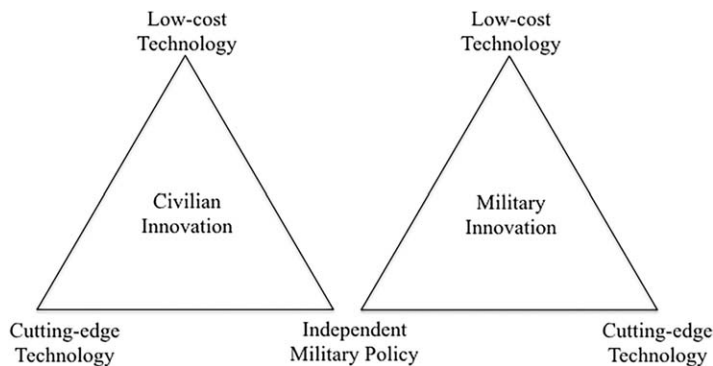 Low-cost
Technology
Low-cost
Technology
Civilian
Innovation
Military
Innovation
Cutting-edge
Technology
Independent
Military Policy
Cutting-edge
Technology